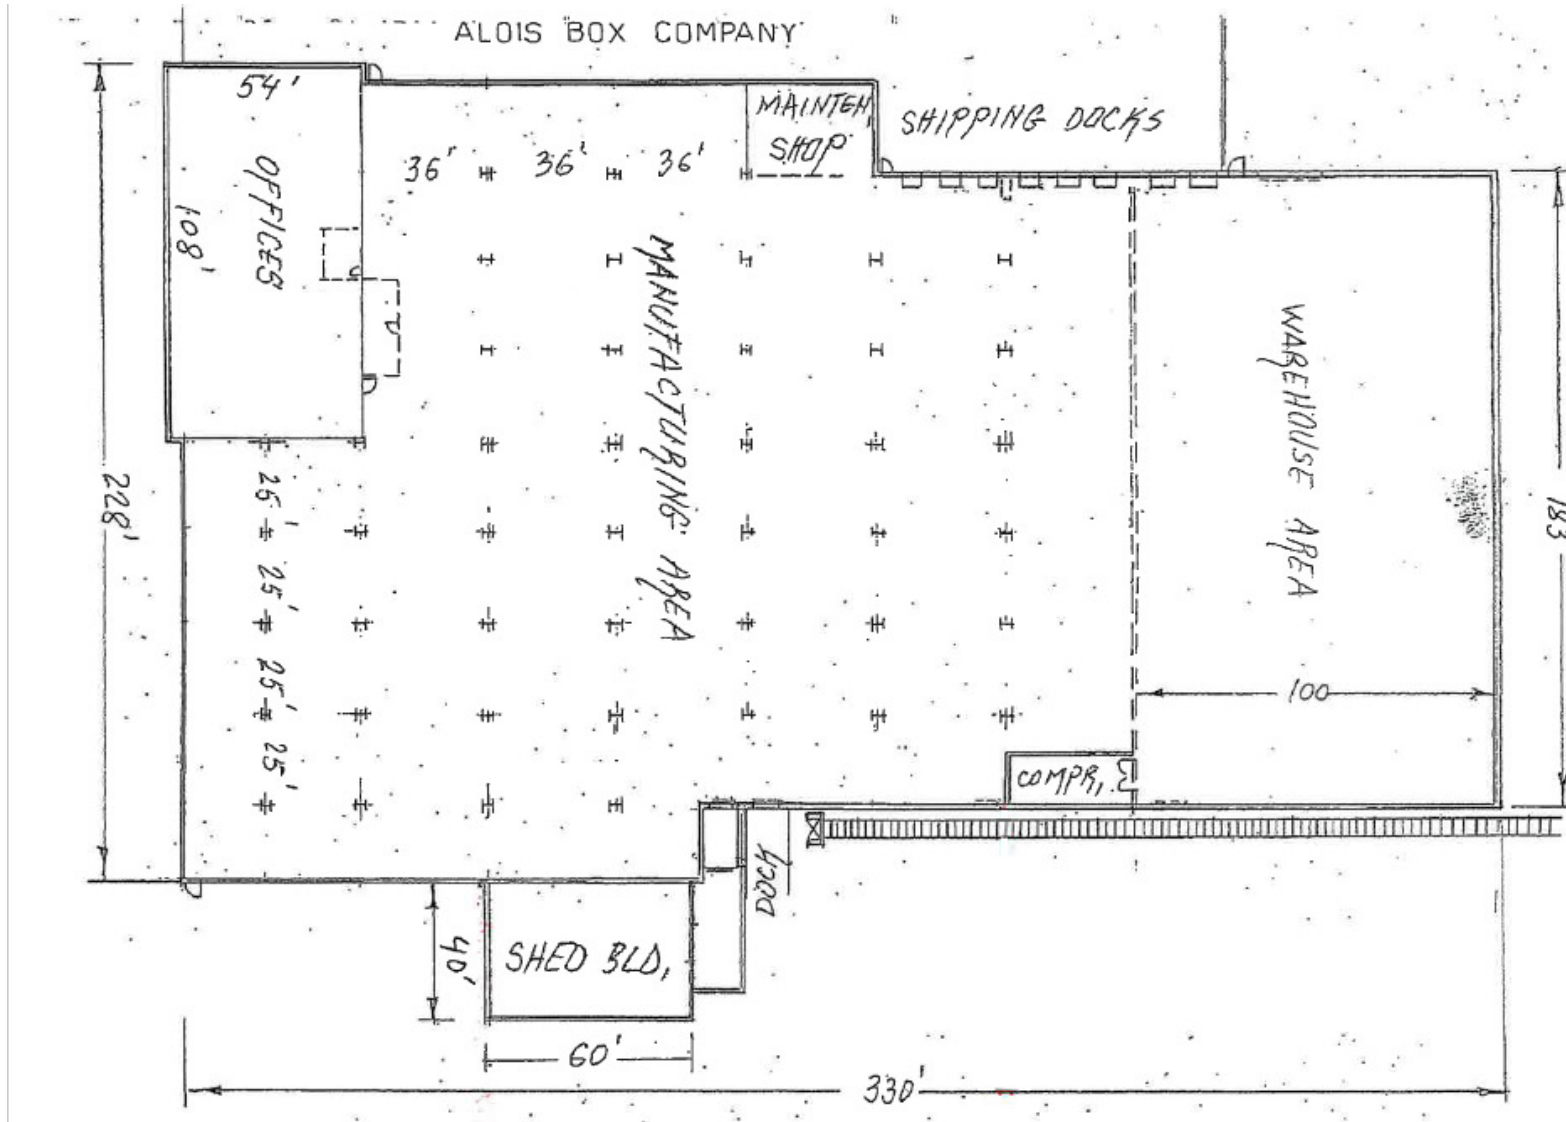 ALOIS BOX COMPANY
54'
MAINTEN,
SHOP
SHIPPING DOCKS
36'
36'
36'
OFFICES
108'
MANUFACTURING AREA
WAREHOUSE AREA
228'
183
25'
25'
25'
25'
100
COMPR,
DOCK
40'
SHED BLD,
60'
330'